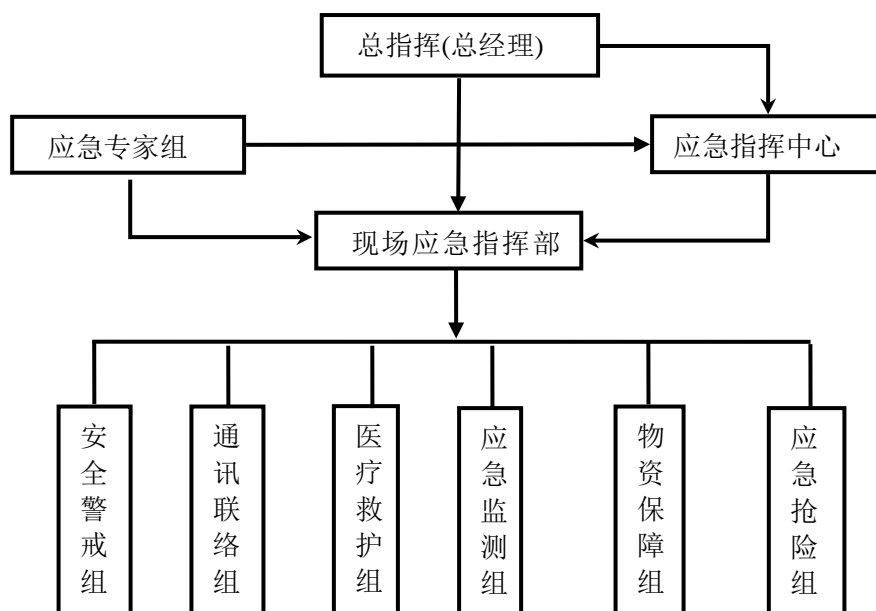 总指挥(总经理)
应急专家组
应急指挥中心
现场应急指挥部
安全警戒组
通讯联络组
医疗救护组
应急监测组
物资保障组
应急抢险组